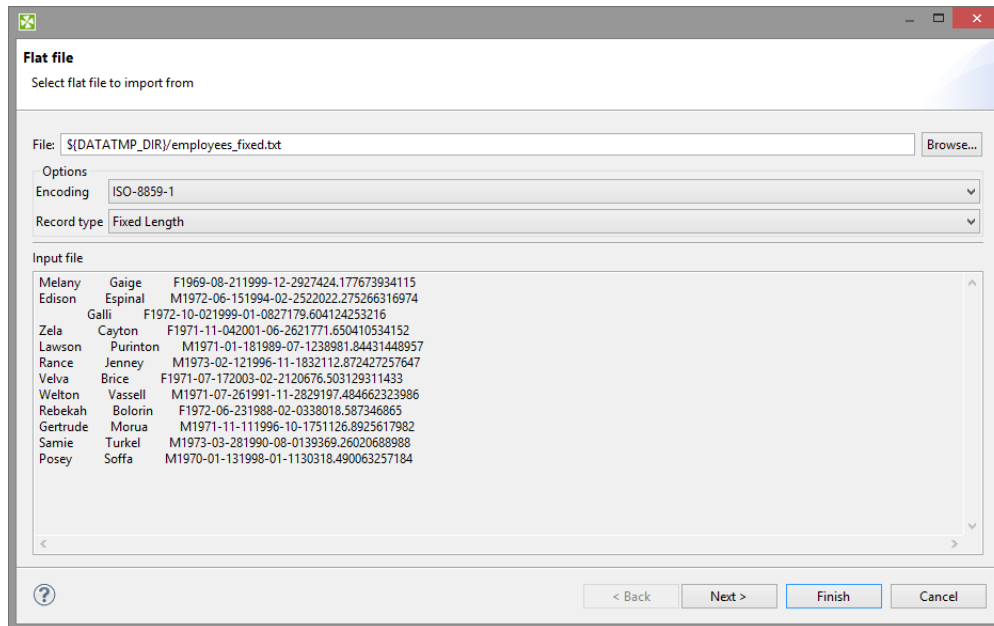 Flat file
Select flat file to import from
File: ${DATATMP_DIR}/employees_fixed.txt Browse...
Options
Encoding ISO-8859-1
Record type Fixed Length
Input file
Melany Gaige F1969-08-211999-12-2927424.177673934115
Edison Espinal M1972-06-151994-02-2522022.275266316974
Galli F1972-10-021999-01-0827179.604124253216
Zela Cayton F1971-11-042001-06-2621771.650410534152
Lawson Purinton M1971-01-181989-07-1238981.84431448957
Rance Jenney M1973-02-121996-11-1832112.872427257647
Velva Brice F1971-07-172003-02-2120676.503129311433
Welton Vassell M1971-07-261991-11-2829197.484662323986
Rebekah Bolorin F1972-06-231988-02-0338018.587346865
Gertrude Morua M1971-11-111996-10-1751126.8925617982
Samie Turkel M1973-03-281990-08-0139369.26020688988
Posey Soffa M1970-01-131998-01-1130318.490063257184
? < Back Next > Finish Cancel